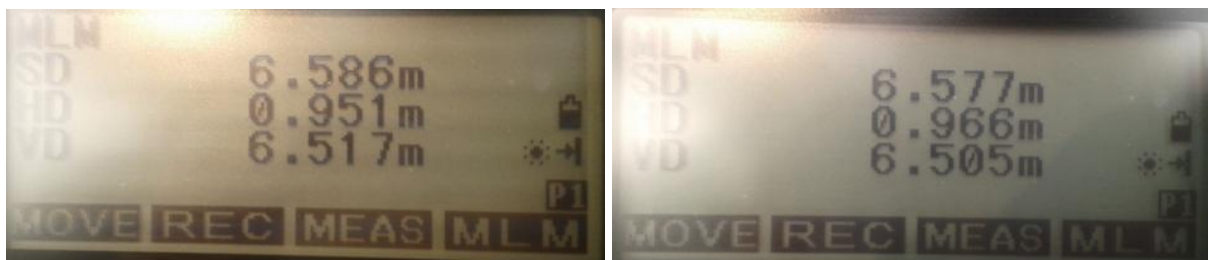 MLM
SD 6.586m
HD 0.951m
VD 6.517m
P1
MOVE REC MEAS MLM
MLM
SD 6.577m
HD 0.966m
VD 6.505m
P1
MOVE REC MEAS MLM